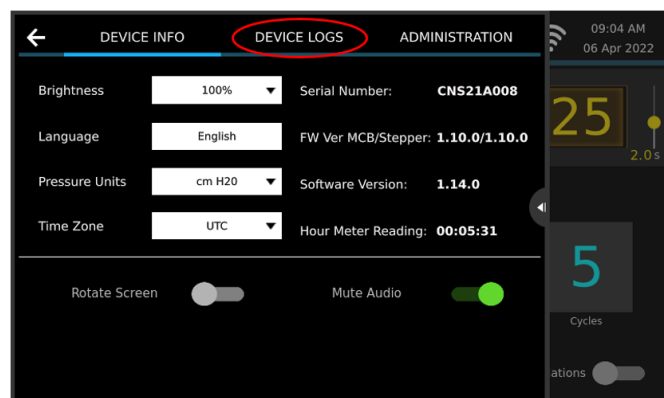 DEVICE INFO DEVICE LOGS ADMINISTRATION
09:04 AM
06 Apr 2022
Brightness 100% Serial Number: CNS21A008
Language English FW Ver MCB/Stepper: 1.10.0/1.10.0
Pressure Units cm H20 Software Version: 1.14.0
Time Zone UTC Hour Meter Reading: 00:05:31
Rotate Screen Mute Audio
25
2.0 s
5
Cycles
ations